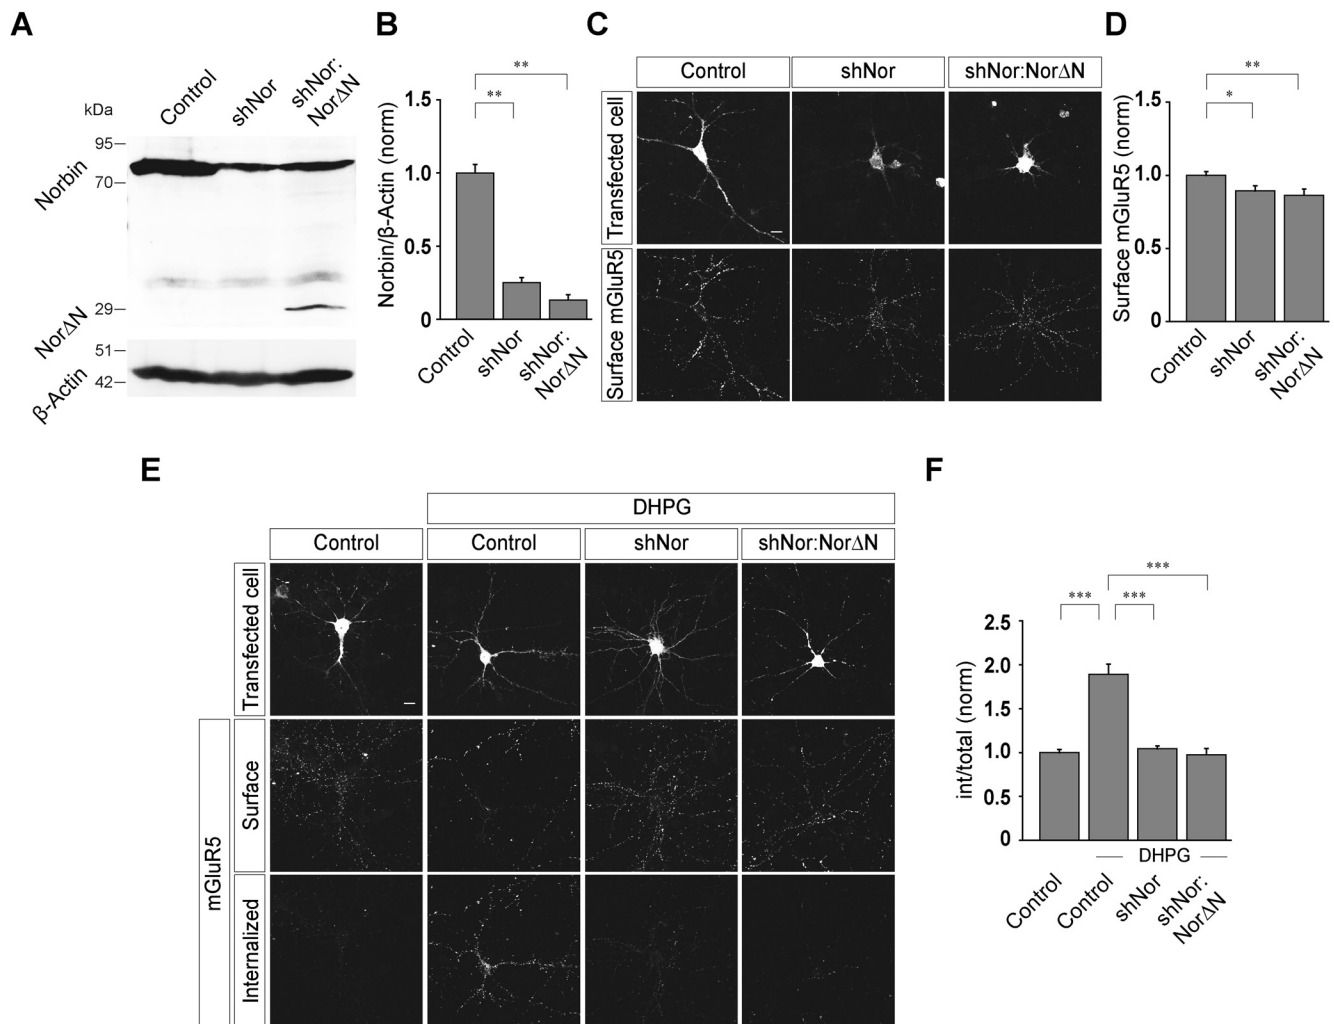 A
kDa
Control
shNor
shNor:
NorΔN
95
Norbin
70
NorΔN
29
51
β-Actin
42
B
**
**
Norbin/β-Actin (norm)
1.5
1.0
0.5
0
Control
shNor
shNor:
NorΔN
C
Control
shNor
shNor:NorΔN
Transfected cell
Surface mGluR5
D
**
*
Surface mGluR5 (norm)
1.5
1.0
0.5
0
Control
shNor
shNor:
NorΔN
E
DHPG
Control
Control
shNor
shNor:NorΔN
Transfected cell
mGluR5
Surface
Internalized
F
***
***
***
int/total (norm)
2.5
2.0
1.5
1.0
0.5
0
DHPG
Control
Control
shNor
shNor:
NorΔN